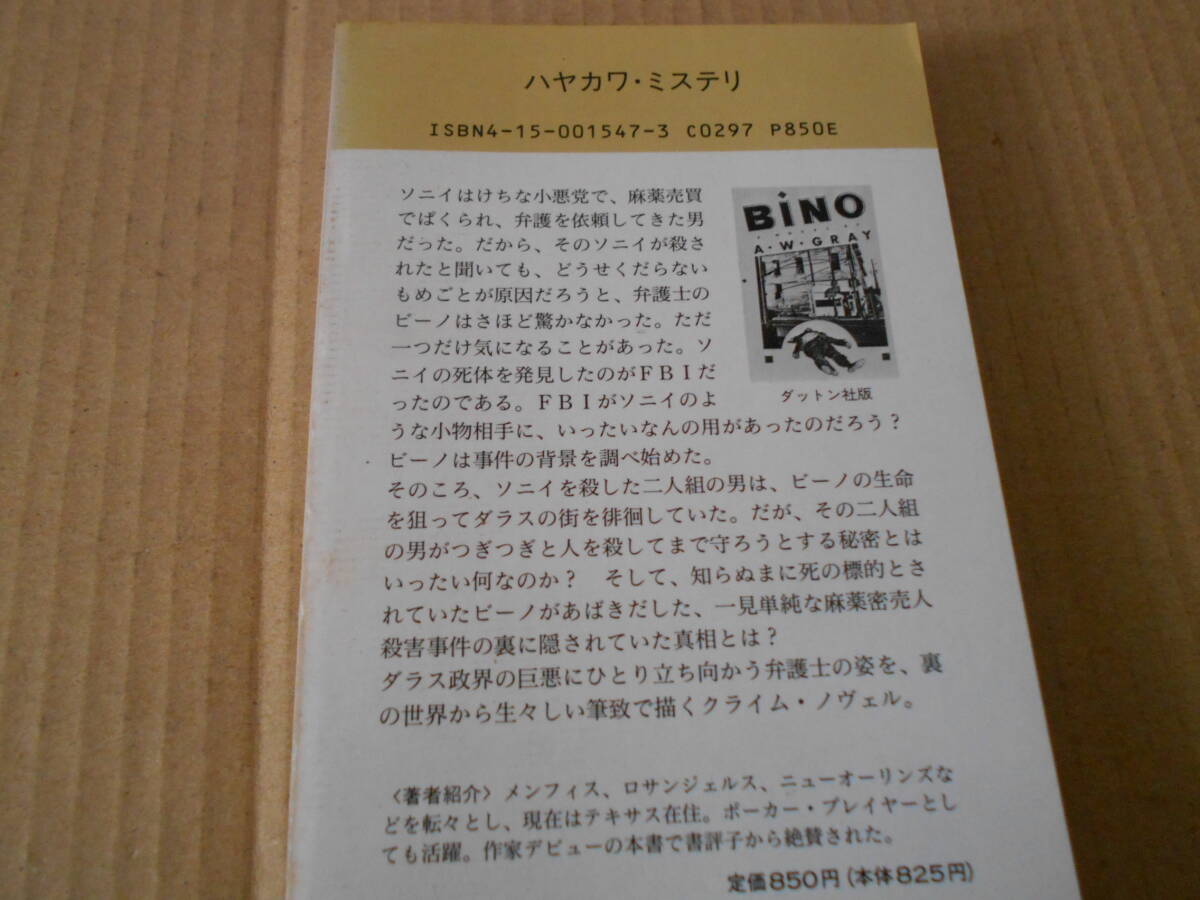 ハヤカワ・ミステリ
ISBN4-15-001547-3 C0297 P850E
ソニイはけちな小悪党で、麻薬売買
でぱくられ、弁護を依頼してきた男
だった。だから、そのソニイが殺さ
れたと聞いても、どうせくだらない
もめごとが原因だろうと、弁護士の
ビーノはさほど驚かなかった。ただ
一つだけ気になることがあった。ソ
ニイの死体を発見したのがＦＢＩだ
ったのである。ＦＢＩがソニイのよ
うな小物相手に、いったいなんの用があったのだろう？
ビーノは事件の背景を調べ始めた。
そのころ、ソニイを殺した二人組の男は、ビーノの生命
を狙ってダラスの街を徘徊していた。だが、その二人組
の男がつぎつぎと人を殺してまで守ろうとする秘密とは
いったい何なのか？　そして、知らぬまに死の標的とさ
れていたビーノがあばきだした、一見単純な麻薬密売人
殺害事件の裏に隠されていた真相とは？
ダラス政界の巨悪にひとり立ち向かう弁護士の姿を、裏
の世界から生々しい筆致で描くクライム・ノヴェル。
BiNO
A NOVEL BY
A・W・GRAY
ダットン社版
〈著者紹介〉メンフィス、ロサンジェルス、ニューオーリンズな
どを転々とし、現在はテキサス在住。ポーカー・プレイヤーとし
ても活躍。作家デビューの本書で書評子から絶賛された。
定価850円（本体825円）